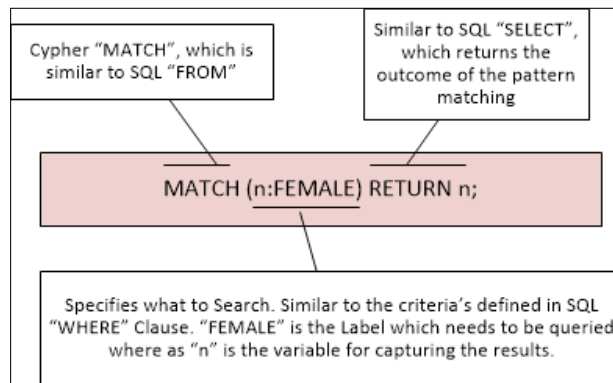 Cypher “MATCH”, which is
similar to SQL “FROM”
Similar to SQL “SELECT”,
which returns the
outcome of the pattern
matching
MATCH (n:FEMALE) RETURN n;
Specifies what to Search. Similar to the criteria’s defined in SQL
“WHERE” Clause. “FEMALE” is the Label which needs to be queried
where as “n” is the variable for capturing the results.